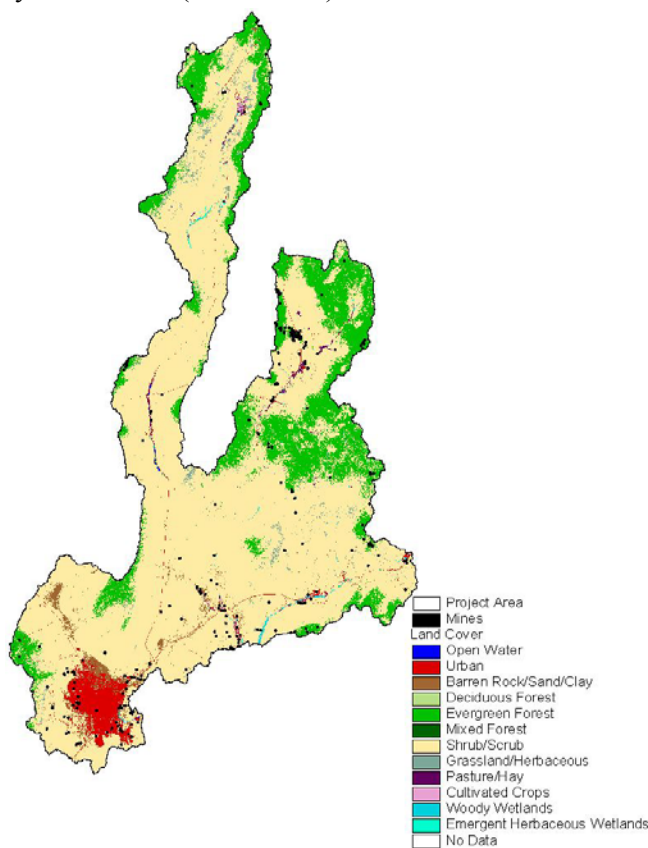 Project Area
Mines
Land Cover
Open Water
Urban
Barren Rock/Sand/Clay
Deciduous Forest
Evergreen Forest
Mixed Forest
Shrub/Scrub
Grassland/Herbaceous
Pasture/Hay
Cultivated Crops
Woody Wetlands
Emergent Herbaceous Wetlands
No Data